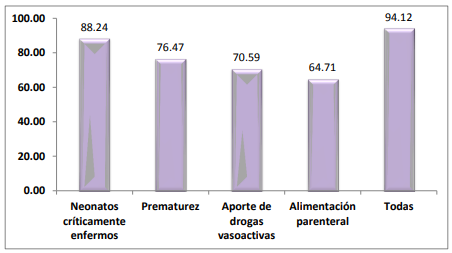 100.00
80.00
60.00
40.00
20.00
0.00
88.24
76.47
70.59
64.71
94.12
Neonatos
críticamente
enfermos
Prematurez
Aporte de
drogas
vasoactivas
Alimentación
parenteral
Todas